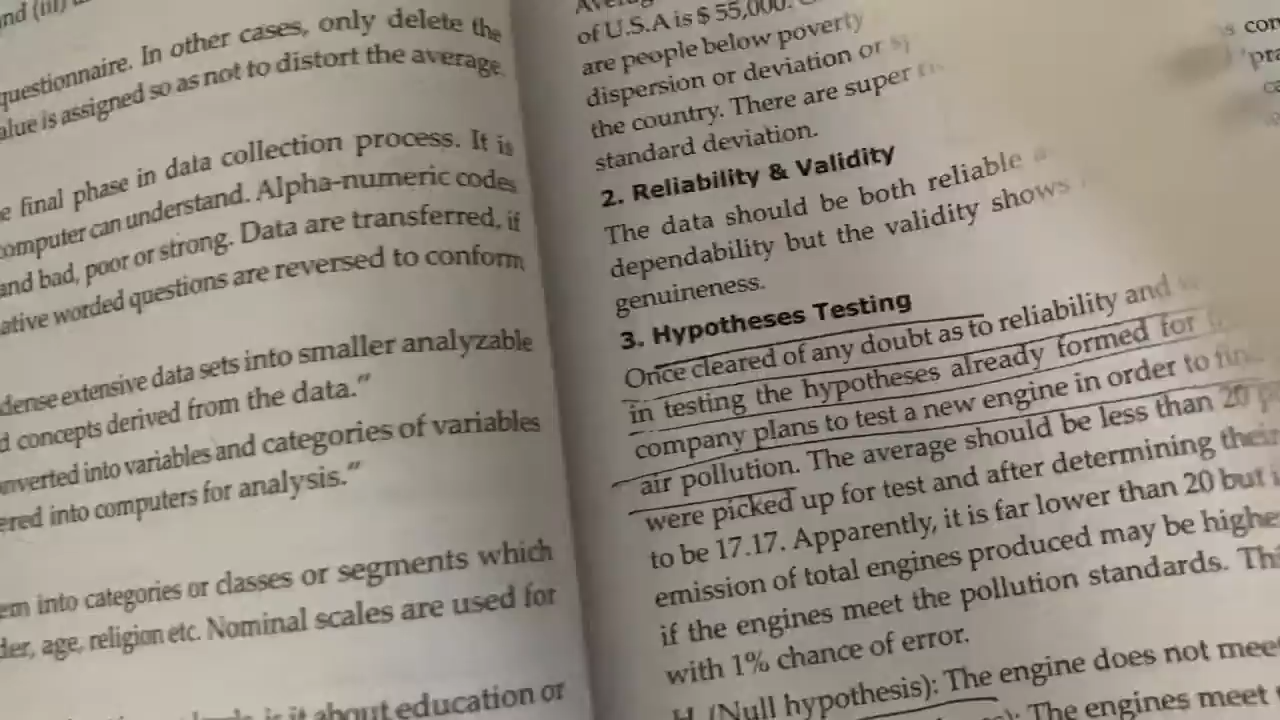 questionnaire. In other cases, only delete the
value is assigned so as not to distort the average.
final phase in data collection process. It is
computer can understand. Alpha-numeric codes
and bad, poor or strong. Data are transferred, if
worded questions are reversed to conform
extensive data sets into smaller analyzable
concepts derived from the data."
into variables and categories of variables
into computers for analysis."
into categories or classes or segments which
age, religion etc. Nominal scales are used for
is it about education or
of U.S.A is $ 55,000.
are people below poverty
dispersion or deviation or
the country. There are super
standard deviation.
2. Reliability & Validity
The data should be both reliable
dependability but the validity shows
genuineness.
3. Hypotheses Testing
Once cleared of any doubt as to reliability and
in testing the hypotheses already formed for
company plans to test a new engine in order to
air pollution. The average should be less than 20
were picked up for test and after determining their
to be 17.17. Apparently, it is far lower than 20 but
emission of total engines produced may be
if the engines meet the pollution standards.
with 1% chance of error.
(Null hypothesis): The engine does not meet
The engines meet